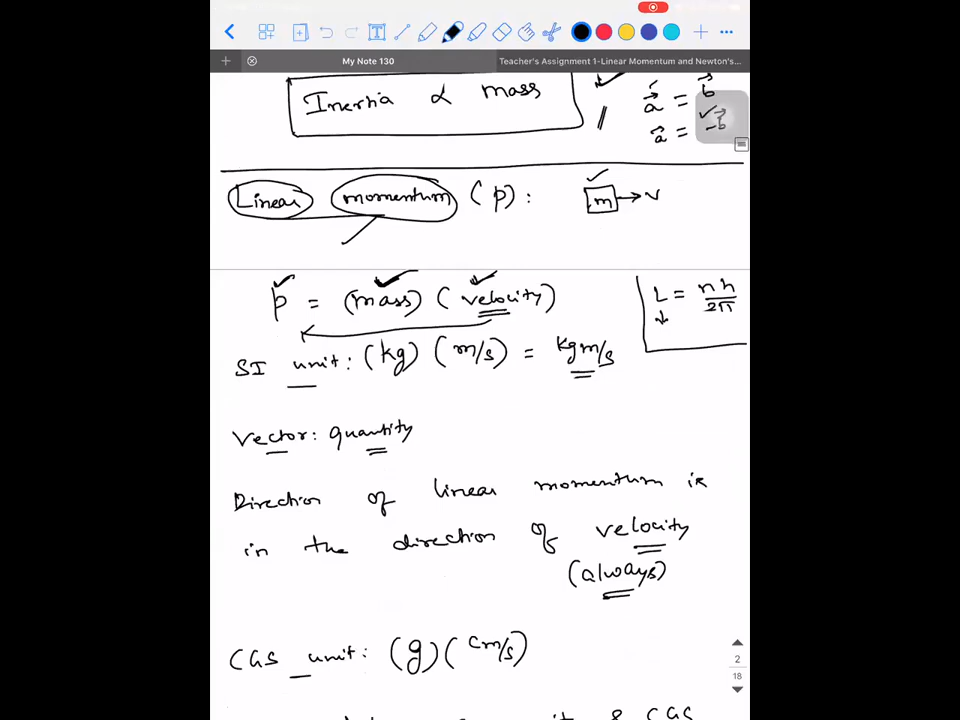 My Note 130
Teacher's Assignment 1-Linear Momentum and Newton's...
Inertia α mass
b⃗
a⃗ =
a⃗ = -b⃗
Linear momentum (p) :
m → v
p = (mass) (velocity)
L = nh/2π
SI unit: (kg) (m/s) = kgm/s
Vector: quantity
Direction of linear momentum is
in the direction of velocity
(always)
CGS unit: (g) (cm/s)
2
18
& CGS